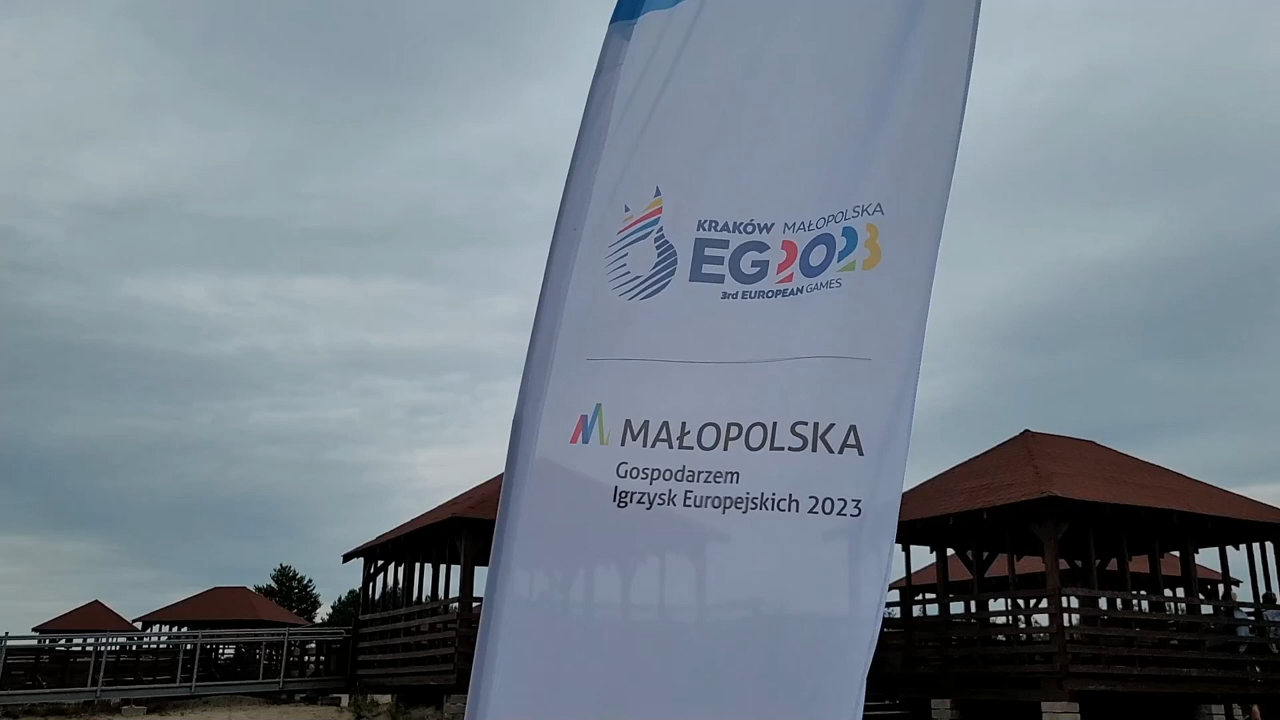 KRAKÓW MAŁOPOLSKA
EG2023
3rd EUROPEAN GAMES
MAŁOPOLSKA
Gospodarzem
Igrzysk Europejskich 2023